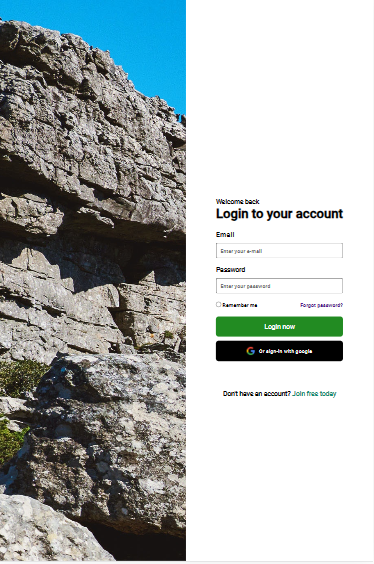 Welcome back
Login to your account
Email
Enter your e-mail
Password
Enter your password
Remember me
Forgot password?
Login now
Or sign-in with google
Don't have an account? Join free today